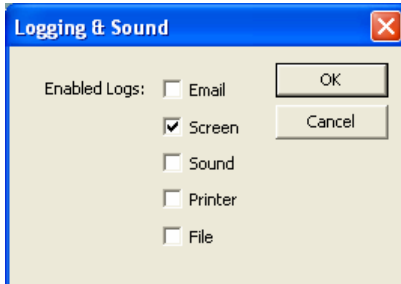 Logging & Sound
Enabled Logs: Email
Screen
Sound
Printer
File
OK
Cancel